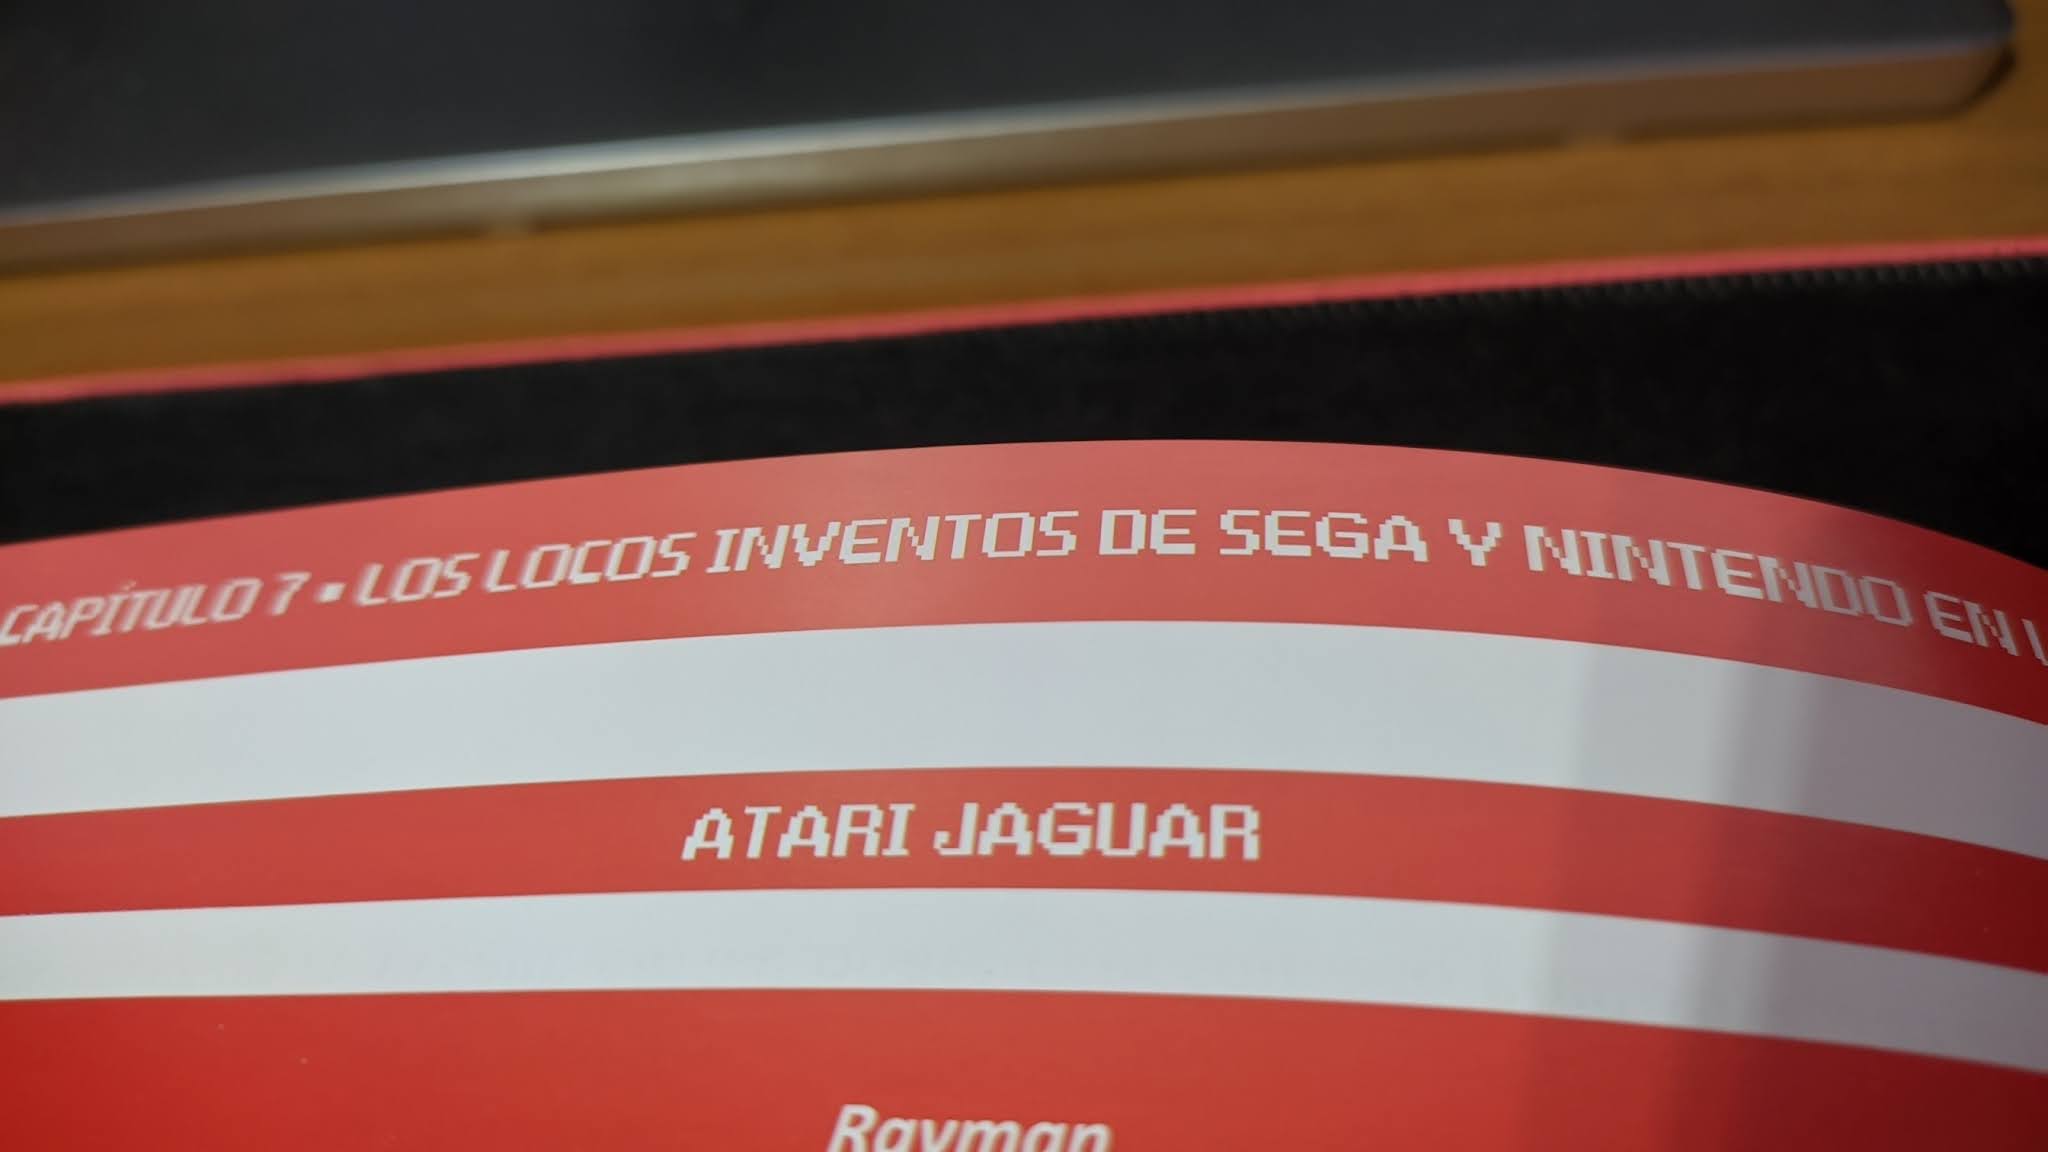 CAPÍTULO 7 ▪ LOS LOCOS INVENTOS DE SEGA Y NINTENDO EN
ATARI JAGUAR
Rayman